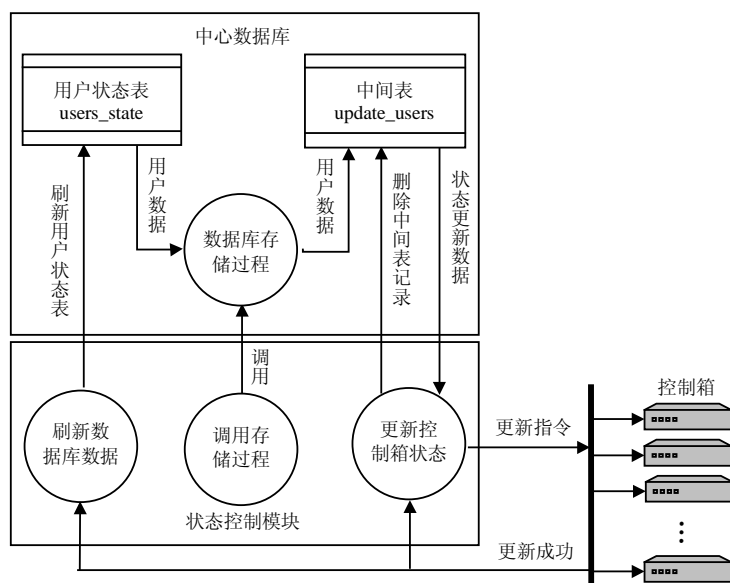 中心数据库
用户状态表
users_state
中间表
update_users
刷新用户状态表
用户数据
数据库存
储过程
用户数据
删除中间表记录
状态更新数据
调用
刷新数
据库数据
调用存
储过程
更新控
制箱状态
状态控制模块
更新指令
更新成功
控制箱